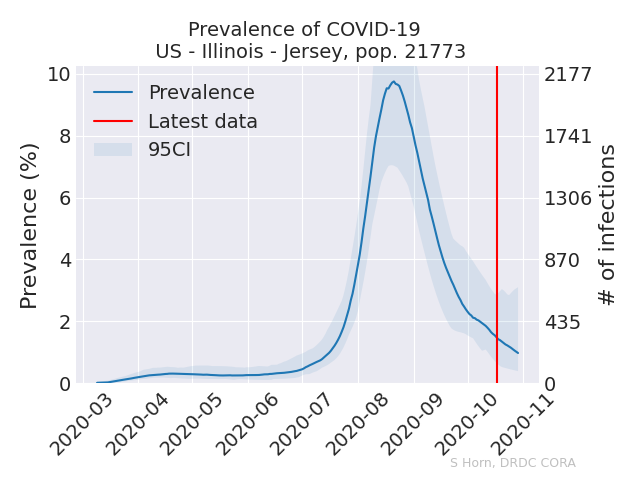 Prevalence of COVID-19
US - Illinois - Jersey, pop. 21773
Prevalence (%)
10
8
6
4
2
0
Prevalence
Latest data
95CI
2177
1741
1306
870
435
0
# of infections
2020-03
2020-04
2020-05
2020-06
2020-07
2020-08
2020-09
2020-10
2020-11
S Horn, DRDC CORA